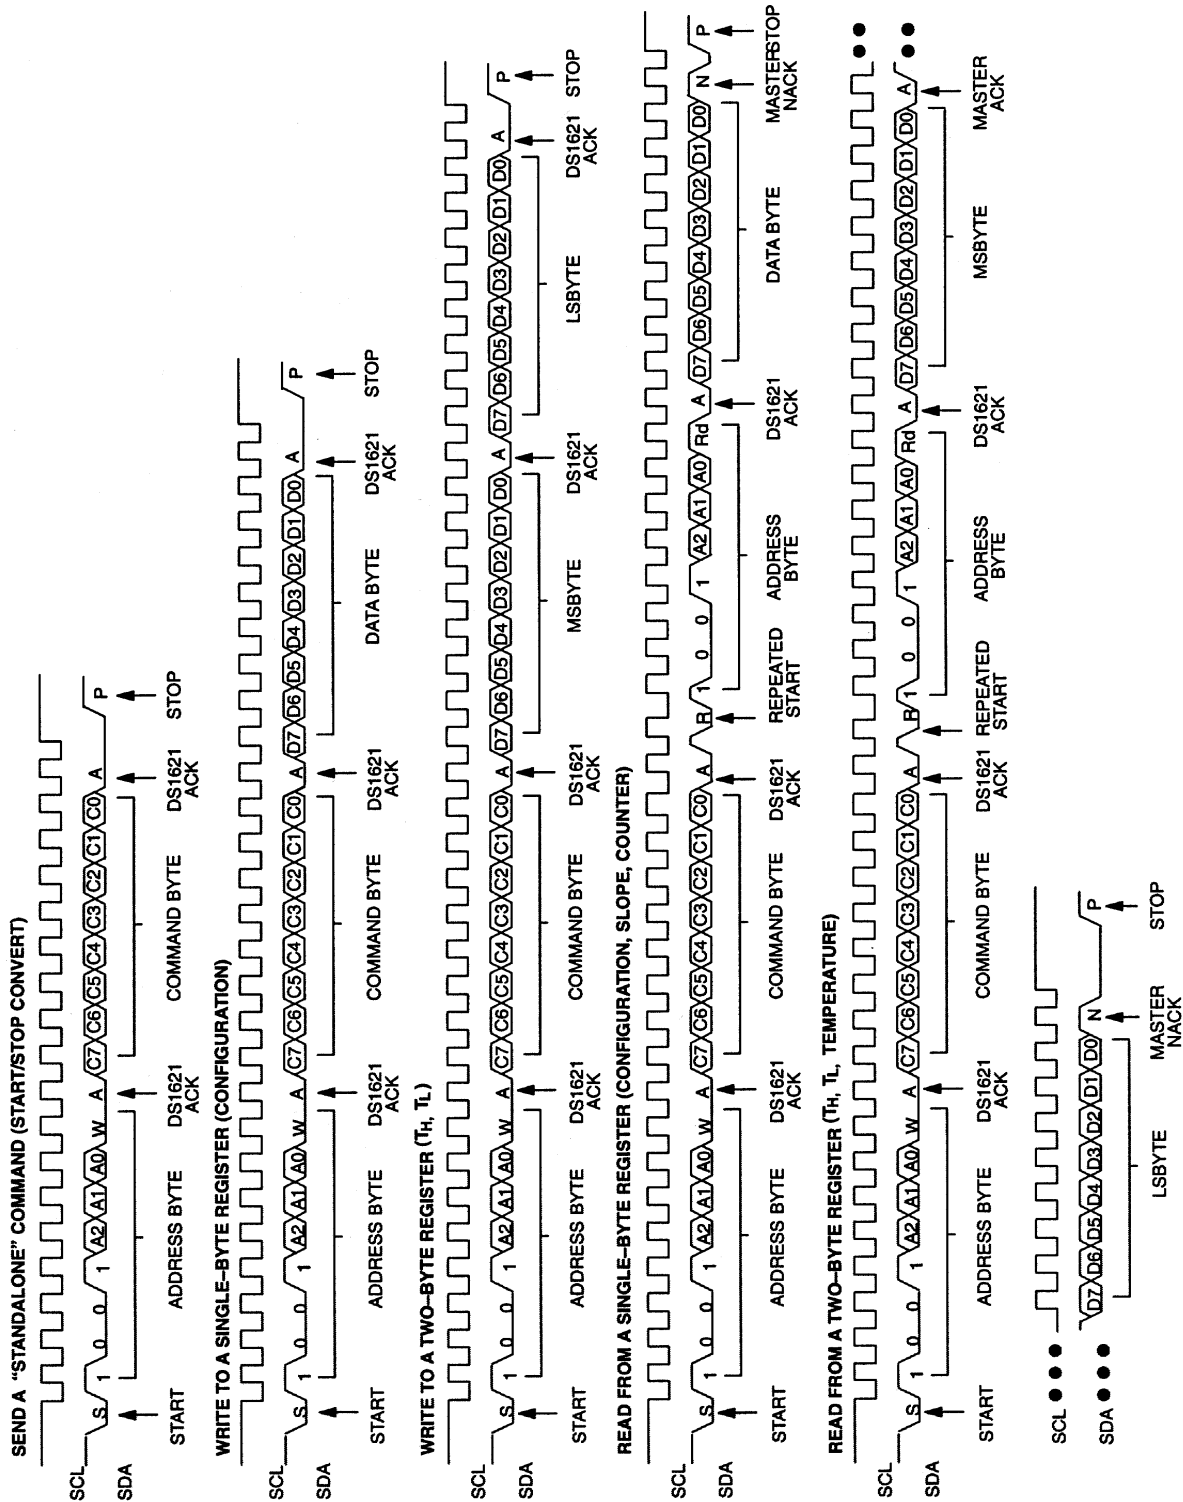 SEND A “STANDALONE” COMMAND (START/STOP CONVERT)
SCL
SDA
S 1 0 0 1 A2 A1 A0 W A C7 C6 C5 C4 C3 C2 C1 C0 A P
START ADDRESS BYTE DS1621 ACK COMMAND BYTE DS1621 ACK STOP
WRITE TO A SINGLE–BYTE REGISTER (CONFIGURATION)
SCL
SDA
S 1 0 0 1 A2 A1 A0 W A C7 C6 C5 C4 C3 C2 C1 C0 A D7 D6 D5 D4 D3 D2 D1 D0 A P
START ADDRESS BYTE DS1621 ACK COMMAND BYTE DS1621 ACK DATA BYTE DS1621 ACK STOP
WRITE TO A TWO–BYTE REGISTER (TH, TL)
SCL
SDA
S 1 0 0 1 A2 A1 A0 W A C7 C6 C5 C4 C3 C2 C1 C0 A D7 D6 D5 D4 D3 D2 D1 D0 A D7 D6 D5 D4 D3 D2 D1 D0 A P
START ADDRESS BYTE DS1621 ACK COMMAND BYTE DS1621 ACK MSBYTE DS1621 ACK LSBYTE DS1621 ACK STOP
READ FROM A SINGLE–BYTE REGISTER (CONFIGURATION, SLOPE, COUNTER)
SCL
SDA
S 1 0 0 1 A2 A1 A0 W A C7 C6 C5 C4 C3 C2 C1 C0 A R 1 0 0 1 A2 A1 A0 Rd A D7 D6 D5 D4 D3 D2 D1 D0 N P
START ADDRESS BYTE DS1621 ACK COMMAND BYTE DS1621 ACK REPEATED START ADDRESS BYTE DS1621 ACK DATA BYTE MASTER NACK STOP
READ FROM A TWO–BYTE REGISTER (TH, TL, TEMPERATURE)
SCL
SDA
S 1 0 0 1 A2 A1 A0 W A C7 C6 C5 C4 C3 C2 C1 C0 A R 1 0 0 1 A2 A1 A0 Rd A D7 D6 D5 D4 D3 D2 D1 D0 A
START ADDRESS BYTE DS1621 ACK COMMAND BYTE DS1621 ACK REPEATED START ADDRESS BYTE DS1621 ACK MSBYTE MASTER ACK
SCL
SDA
D7 D6 D5 D4 D3 D2 D1 D0 N P
LSBYTE MASTER NACK STOP